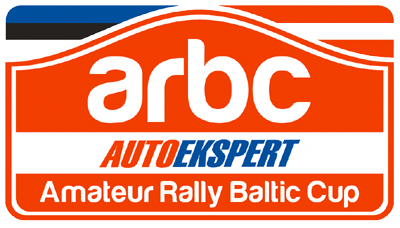 arbc
AUTOEKSPERT
Amateur Rally Baltic Cup